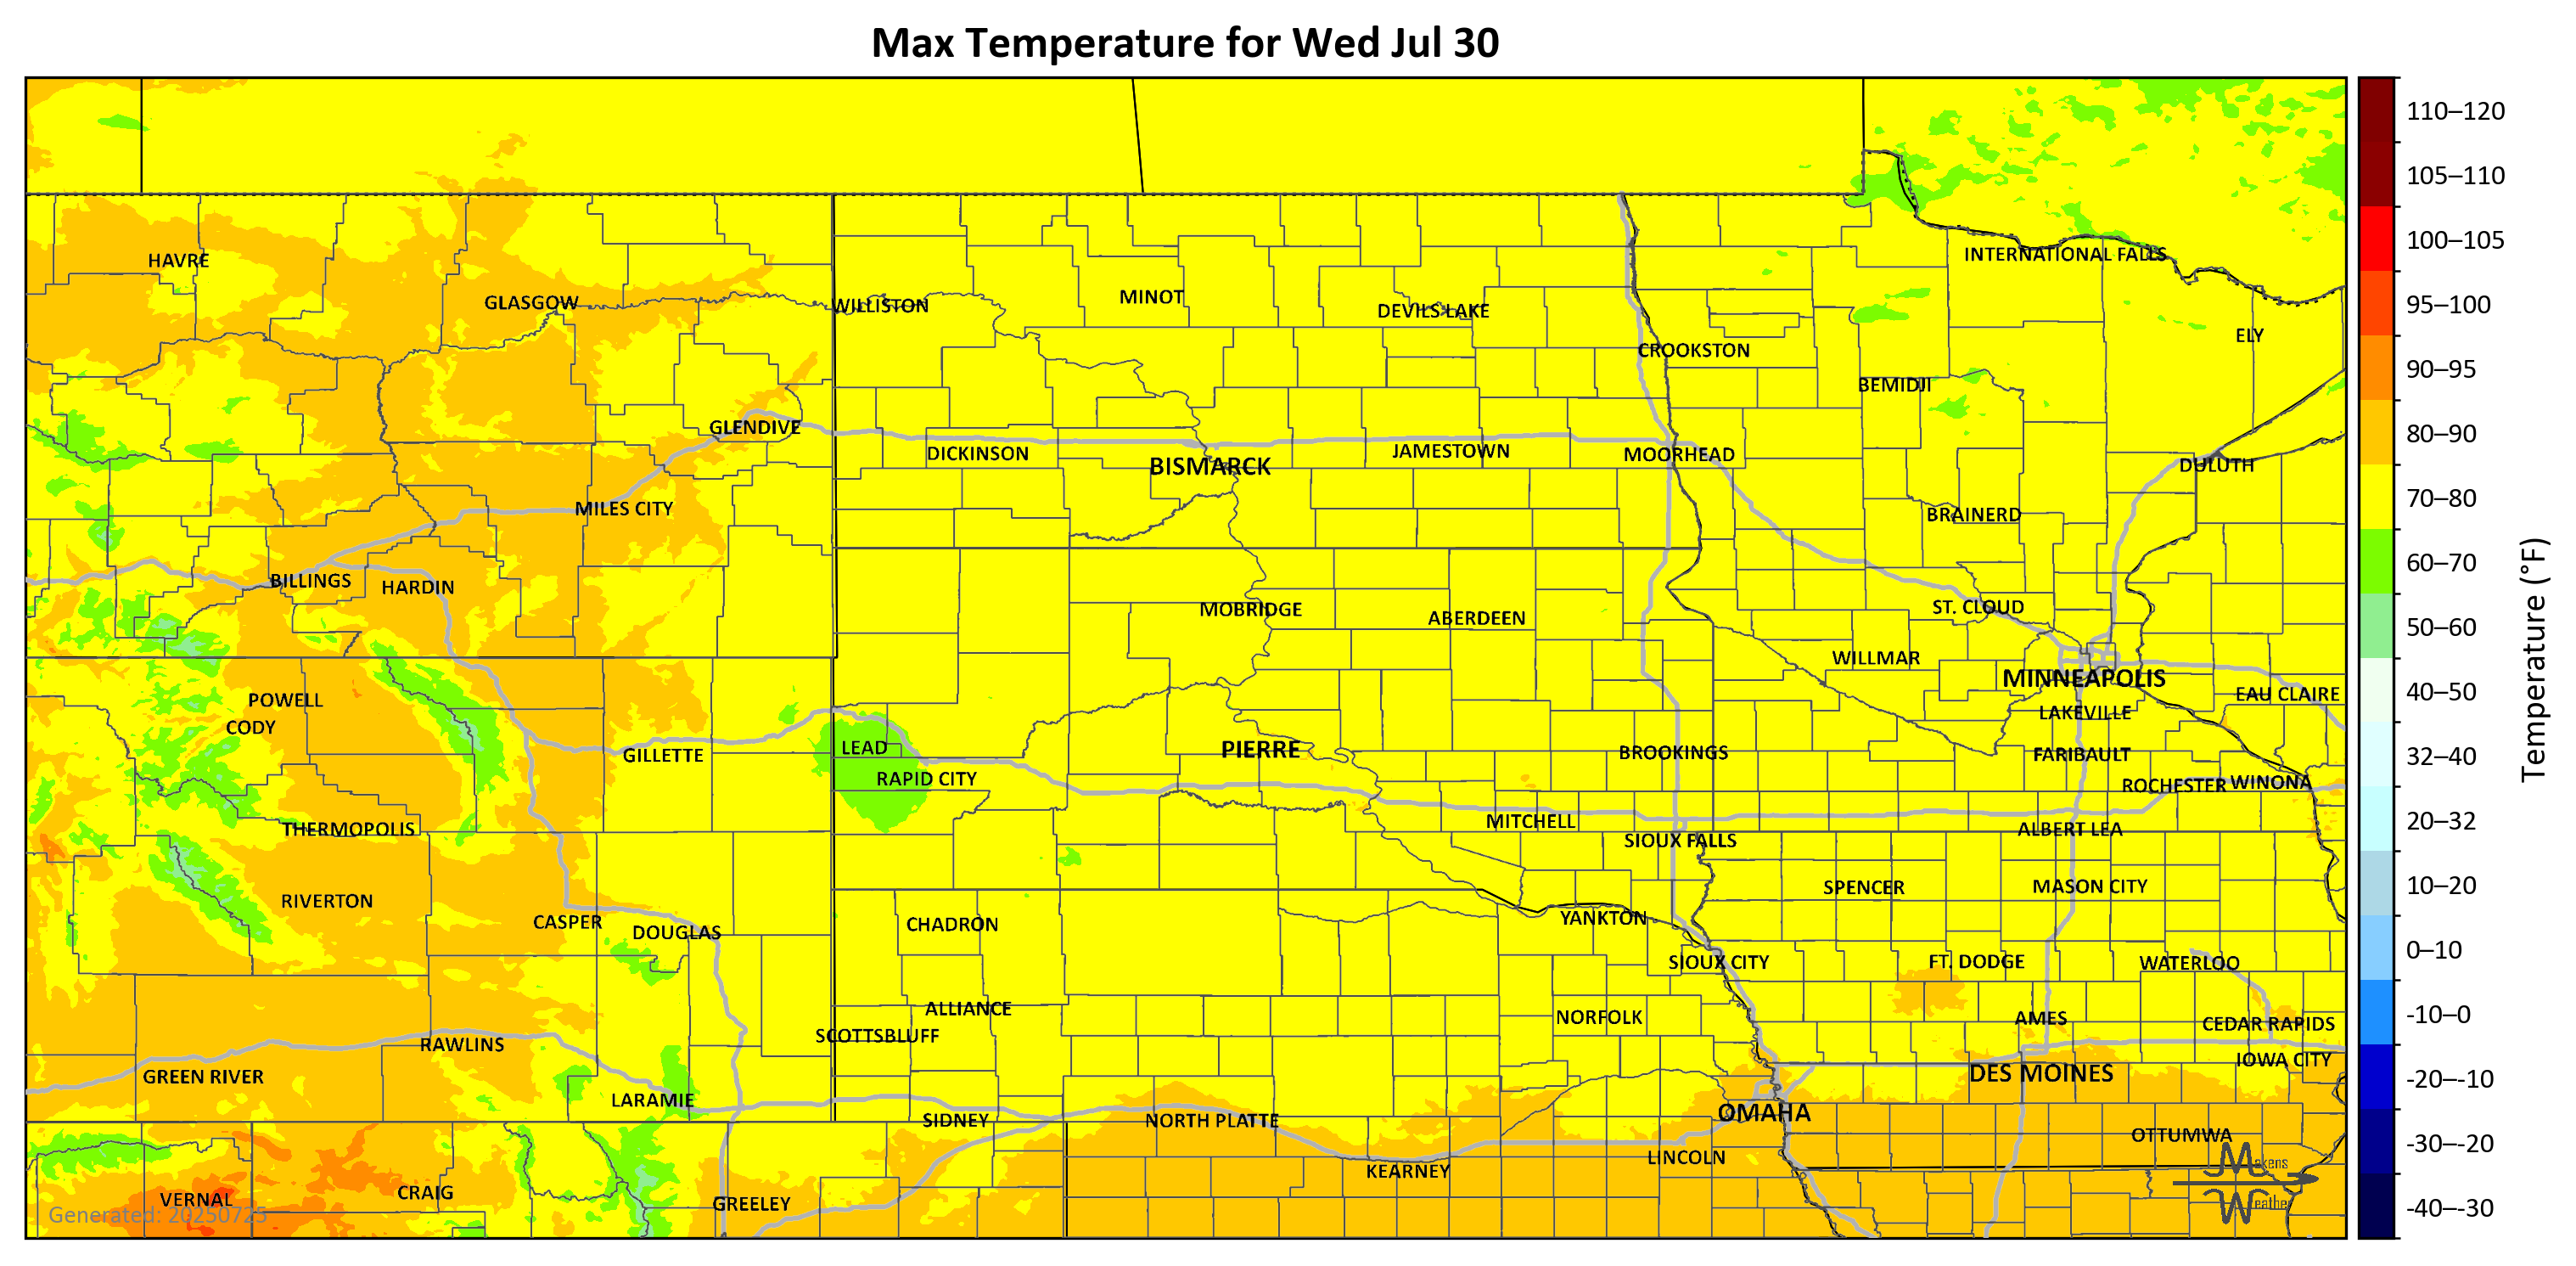 Max Temperature for Wed Jul 30
110–120
105–110
HAVRE
INTERNATIONAL FALLS
100–105
GLASGOW
WILLISTON
MINOT
DEVILS LAKE
95–100
ELY
CROOKSTON
90–95
BEMIDJI
GLENDIVE
80–90
DICKINSON
BISMARCK
JAMESTOWN
MOORHEAD
DULUTH
MILES CITY
BRAINERD
70–80
BILLINGS
HARDIN
60–70
MOBRIDGE
ABERDEEN
ST. CLOUD
50–60
WILLMAR
MINNEAPOLIS
Temperature (°F)
POWELL
EAU CLAIRE
40–50
CODY
LAKEVILLE
GILLETTE
LEAD
PIERRE
BROOKINGS
FARIBAULT
32–40
RAPID CITY
ROCHESTER
WINONA
THERMOPOLIS
MITCHELL
ALBERT LEA
20–32
SIOUX FALLS
RIVERTON
SPENCER
MASON CITY
10–20
CASPER
DOUGLAS
CHADRON
YANKTON
SIOUX CITY
FT. DODGE
WATERLOO
0–10
ALLIANCE
NORFOLK
AMES
CEDAR RAPIDS
-10–0
RAWLINS
SCOTTSBLUFF
IOWA CITY
GREEN RIVER
DES MOINES
-20–-10
LARAMIE
SIDNEY
NORTH PLATTE
OMAHA
OTTUMWA
-30–-20
KEARNEY
LINCOLN
Makens
VERNAL
CRAIG
GREELEY
Weather
-40–-30
Generated: 20250725